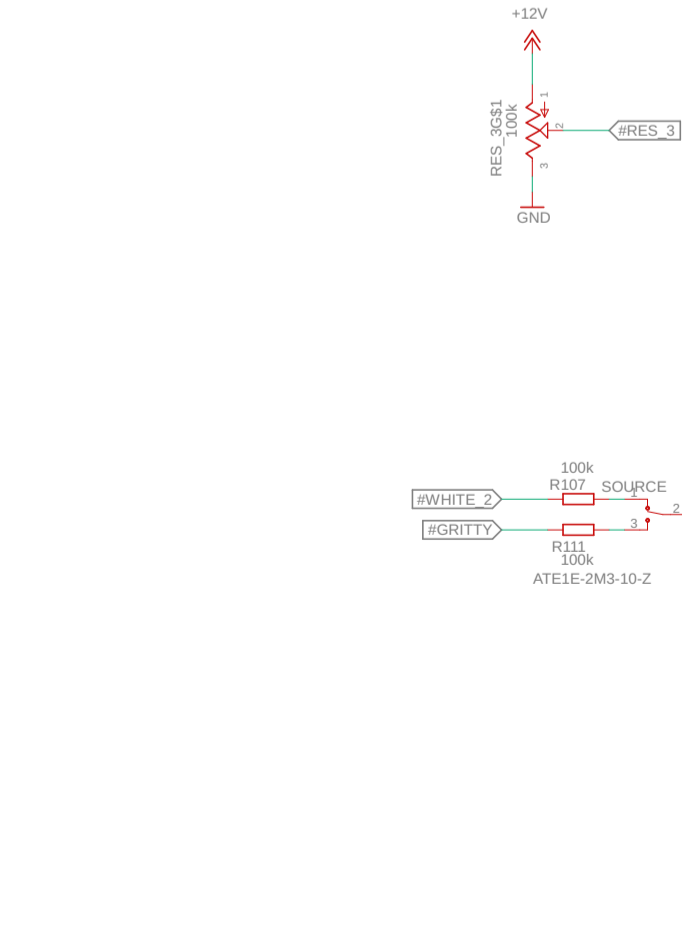 +12V
1
RES_3G$1
100k
2
#RES_3
3
GND
100k
R107
SOURCE
#WHITE_2
1
2
#GRITTY
3
R111
100k
ATE1E-2M3-10-Z